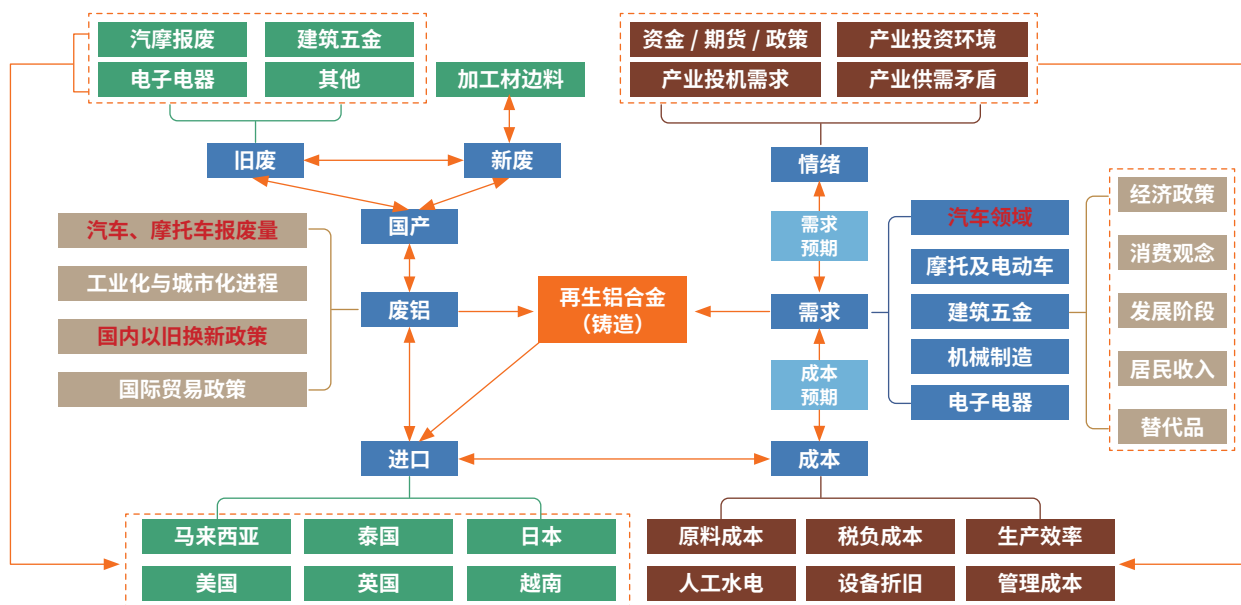 汽摩报废
建筑五金
电子电器
其他
加工材边料
资金 / 期货 / 政策
产业投资环境
产业投机需求
产业供需矛盾
旧废
新废
情绪
国产
需求
预期
汽车、摩托车报废量
工业化与城市化进程
国内以旧换新政策
国际贸易政策
废铝
再生铝合金
（铸造）
需求
汽车领域
摩托及电动车
建筑五金
机械制造
电子电器
经济政策
消费观念
发展阶段
居民收入
替代品
成本
预期
进口
成本
马来西亚
泰国
日本
美国
英国
越南
原料成本
税负成本
生产效率
人工水电
设备折旧
管理成本